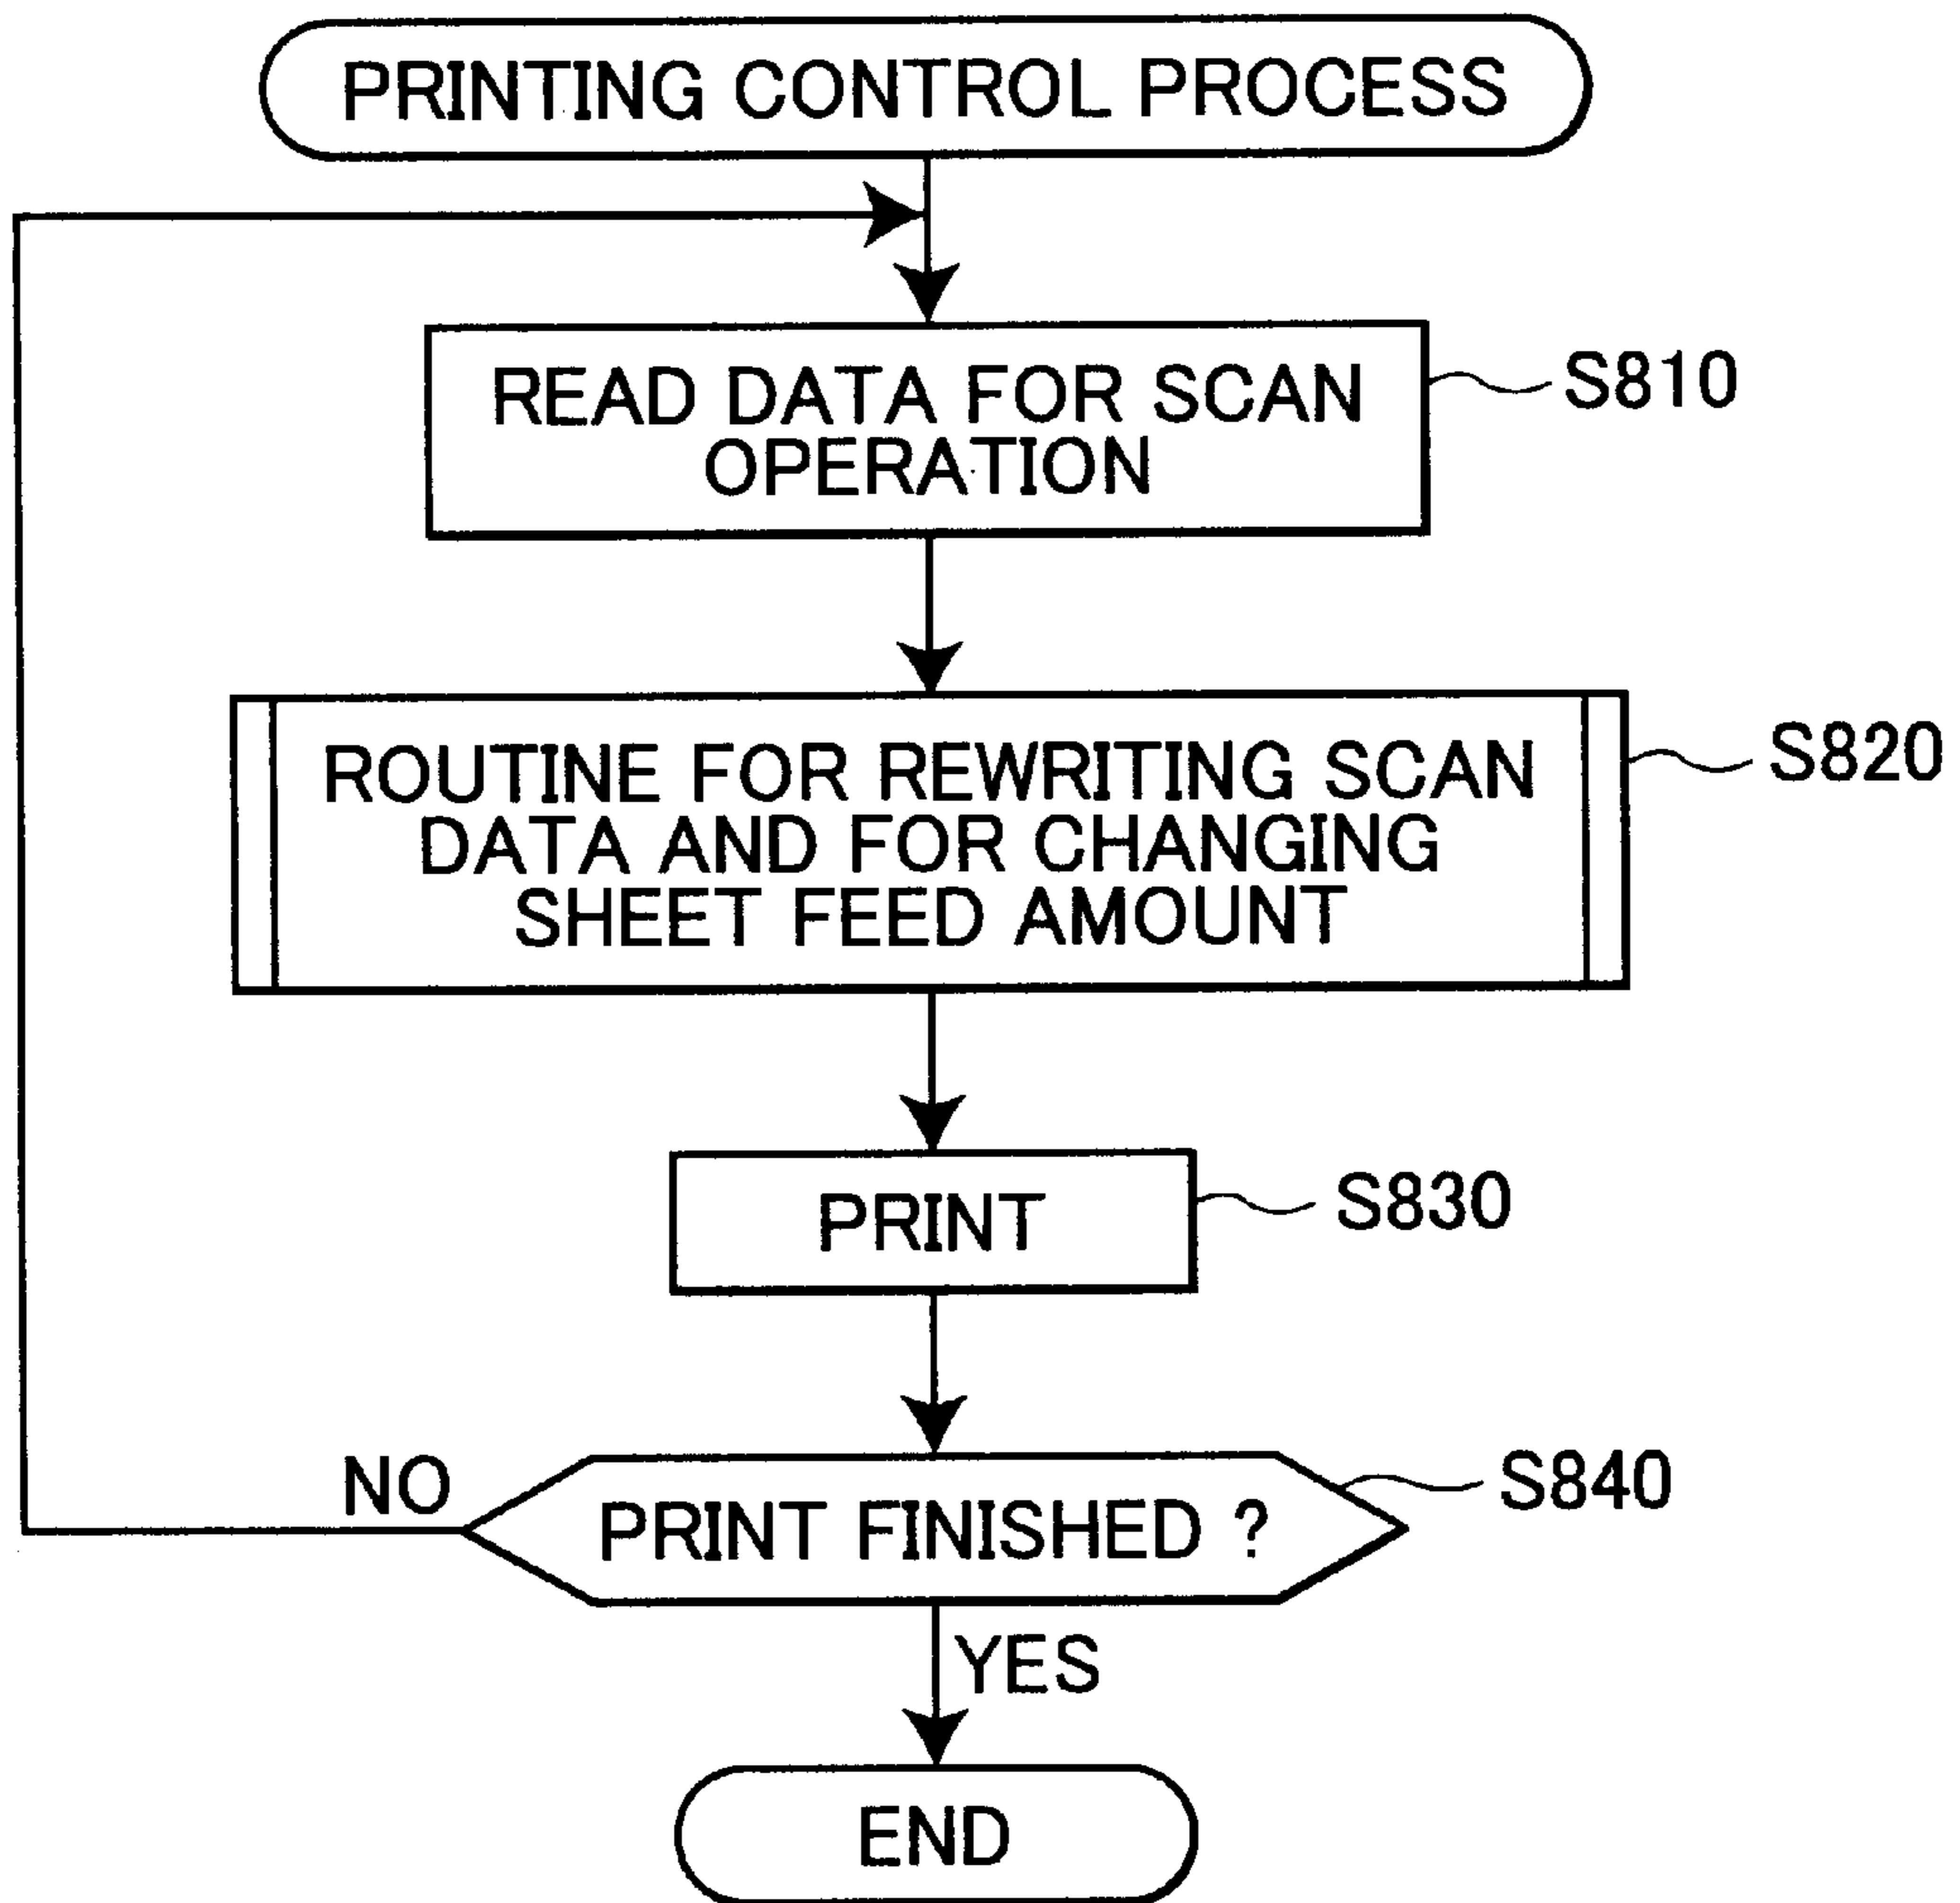 PRINTING CONTROL PROCESS
READ DATA FOR SCAN
OPERATION
S810
ROUTINE FOR REWRITING SCAN
DATA AND FOR CHANGING
SHEET FEED AMOUNT
S820
PRINT
S830
NO
PRINT FINISHED ?
S840
YES
END